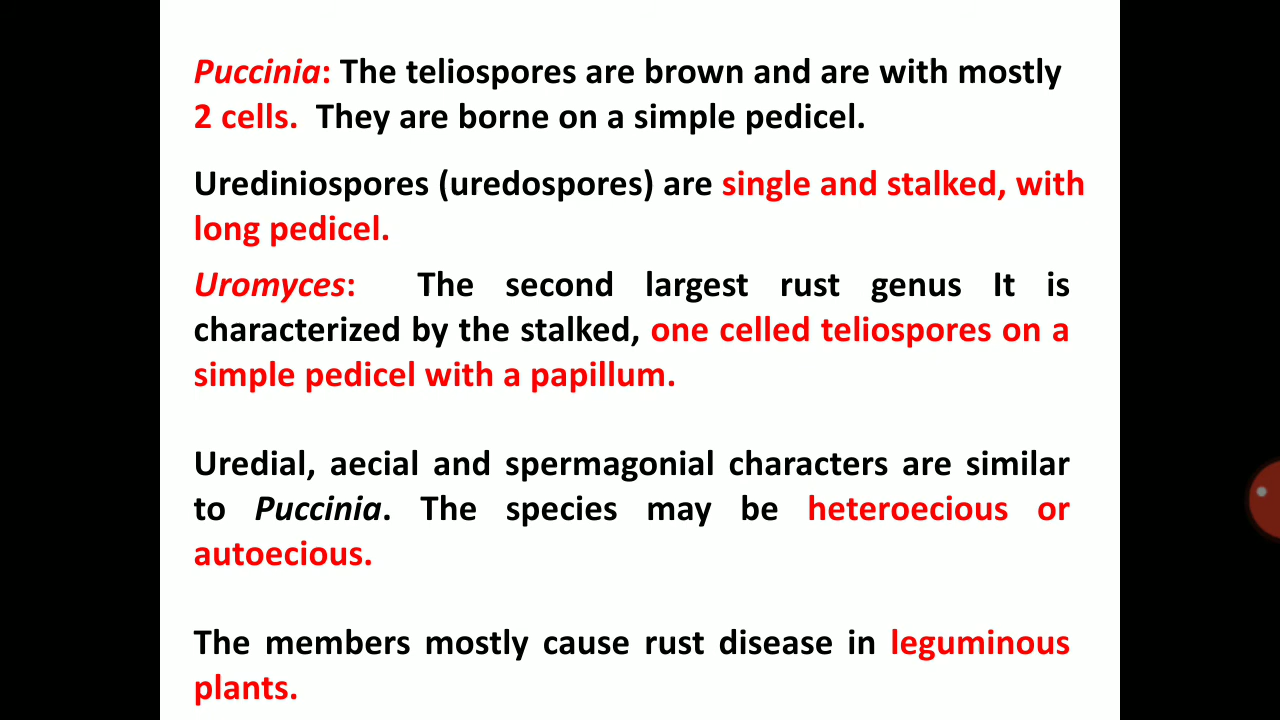 Puccinia: The teliospores are brown and are with mostly
2 cells. They are borne on a simple pedicel.
Urediniospores (uredospores) are single and stalked, with
long pedicel.
Uromyces: The second largest rust genus It is
characterized by the stalked, one celled teliospores on a
simple pedicel with a papillum.
Uredial, aecial and spermagonial characters are similar
to Puccinia. The species may be heteroecious or
autoecious.
The members mostly cause rust disease in leguminous
plants.